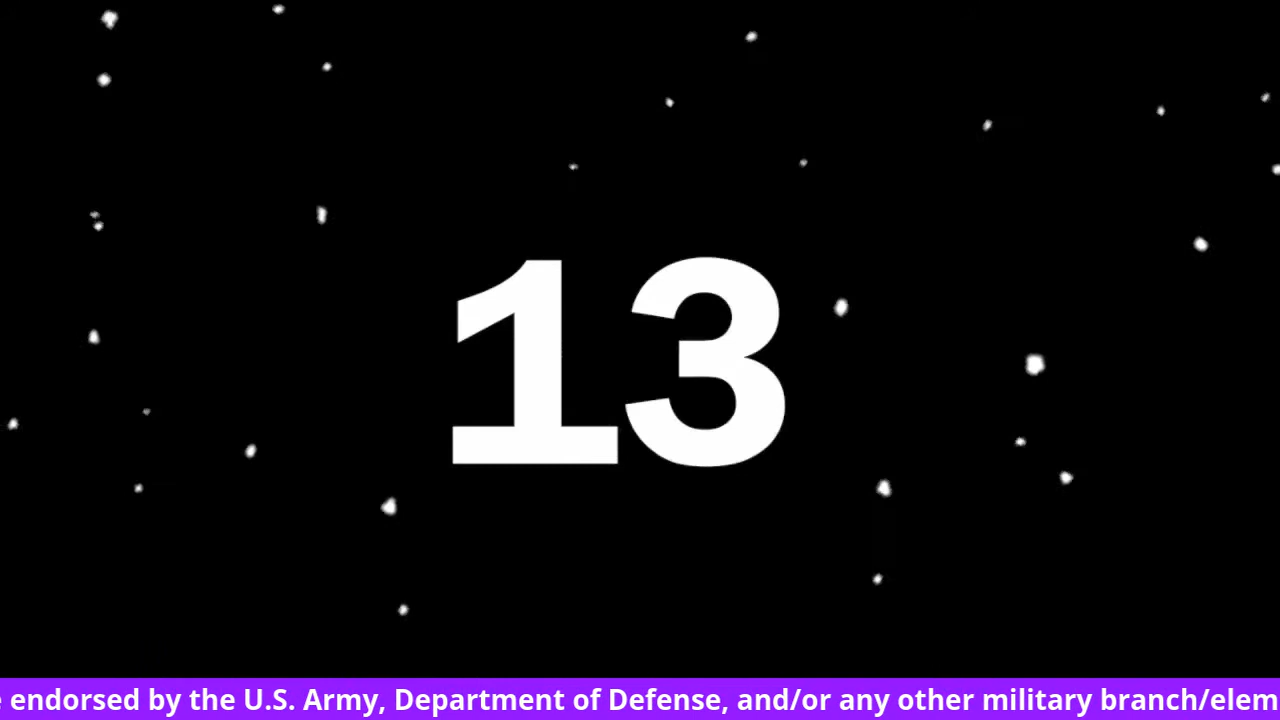 13
endorsed by the U.S. Army, Department of Defense, and/or any other military branch/elem